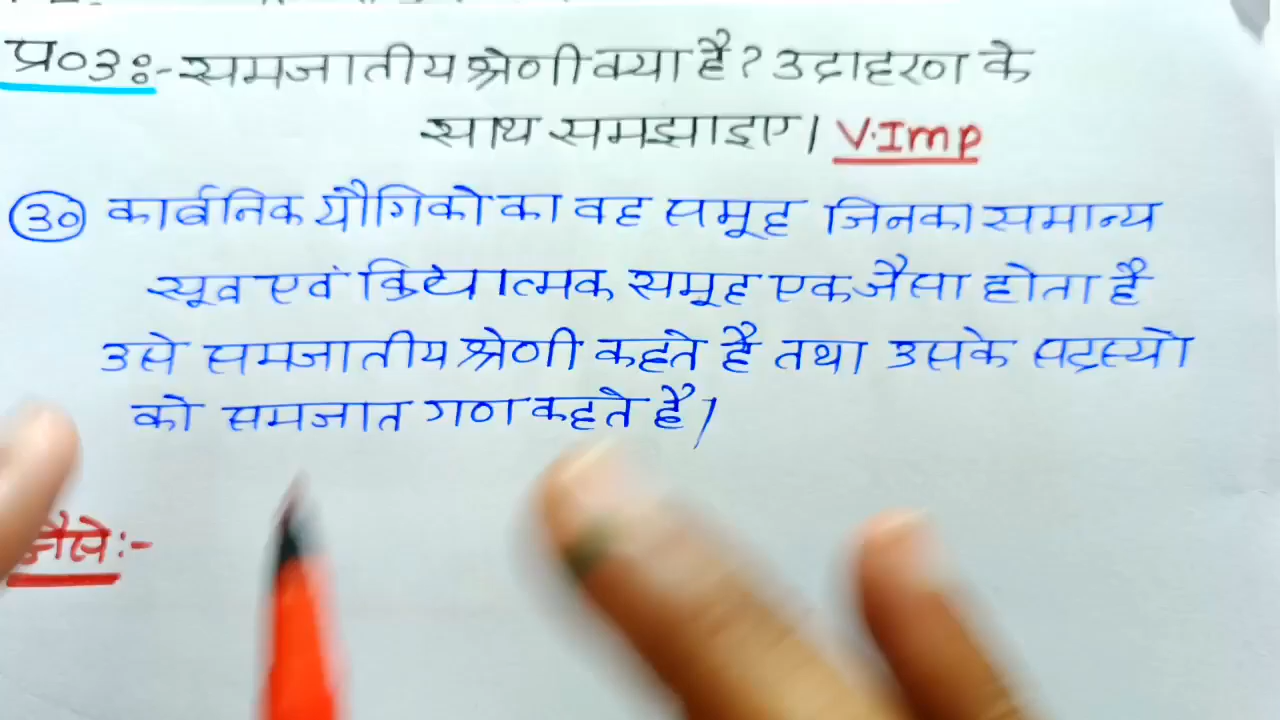 प्र०3ः- समजातीय श्रेणी क्या है? उदाहरण के
साथ समझाइए। V.Imp
उ० कार्बनिक यौगिको का वह समूह जिनका समान्य
सूत्र एवं क्रियात्मक समूह एक जैसा होता है
उसे समजातीय श्रेणी कहते है तथा उसके सदस्यो
को समजात गण कहते है।
जैसे:-